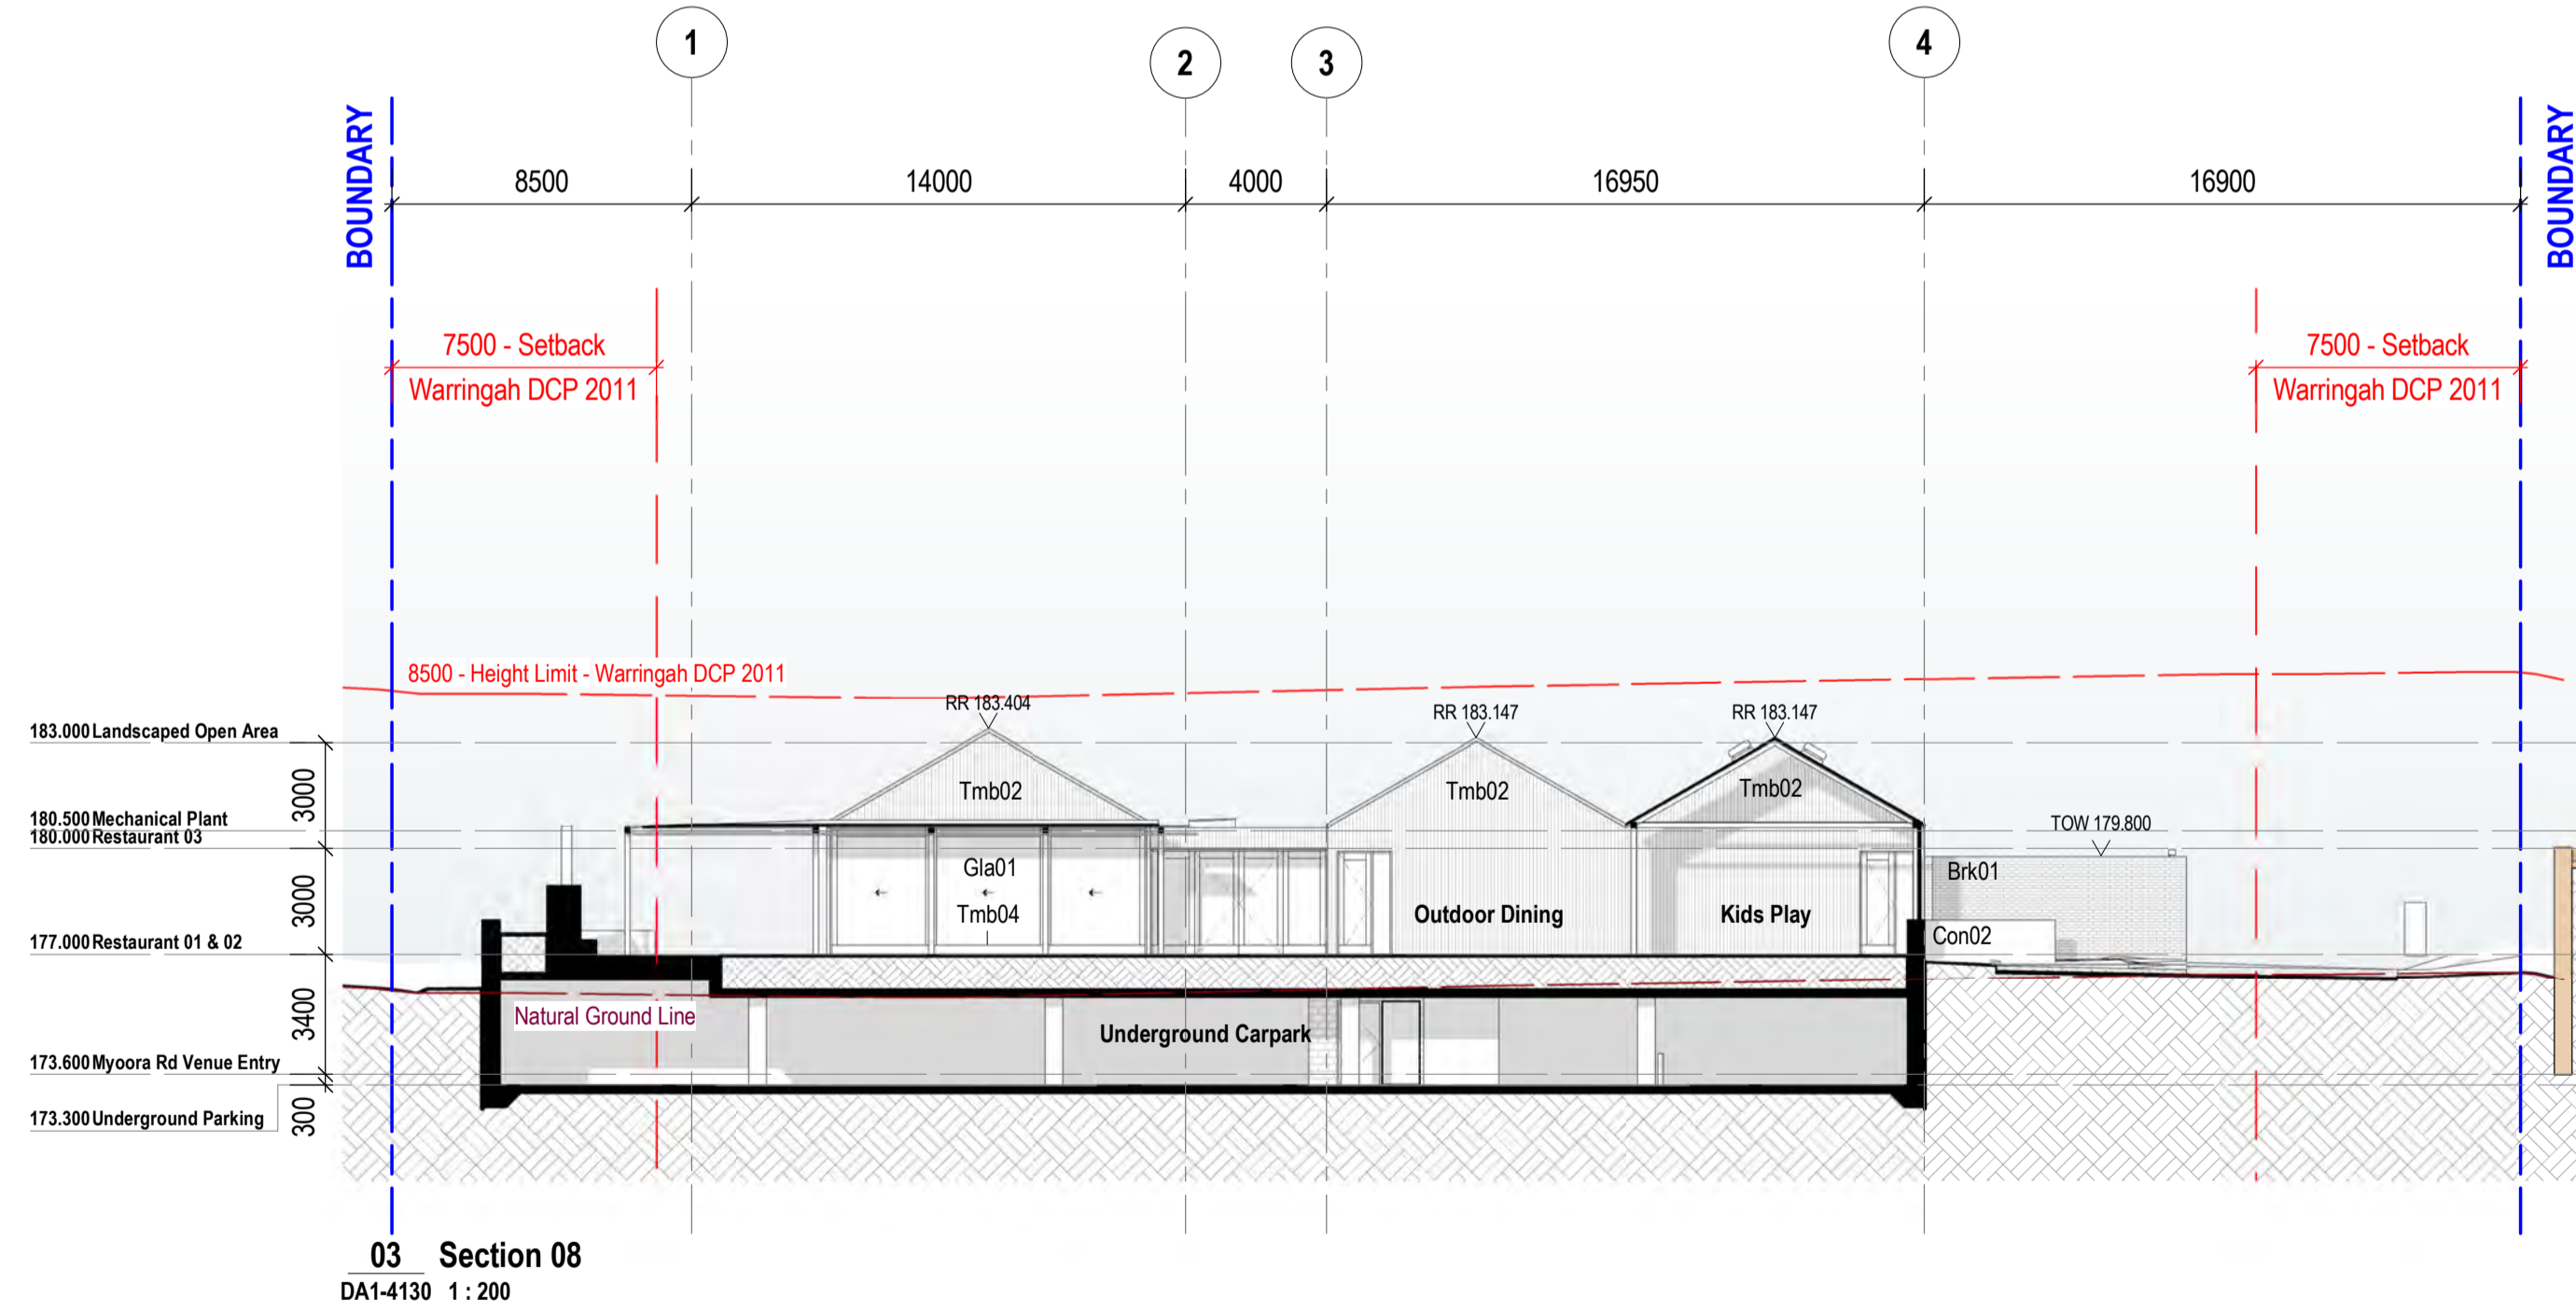 1
2
3
4
BOUNDARY
BOUNDARY
8500
14000
4000
16950
16900
7500 - Setback
Warringah DCP 2011
7500 - Setback
Warringah DCP 2011
8500 - Height Limit - Warringah DCP 2011
RR 183.404
RR 183.147
RR 183.147
183.000 Landscaped Open Area
3000
Tmb02
Tmb02
Tmb02
180.500 Mechanical Plant
180.000 Restaurant 03
TOW 179.800
Gla01
Brk01
3000
Tmb04
Outdoor Dining
Kids Play
177.000 Restaurant 01 & 02
Con02
3400
Natural Ground Line
Underground Carpark
173.600 Myoora Rd Venue Entry
300
173.300 Underground Parking
03 Section 08
DA1-4130 1 : 200